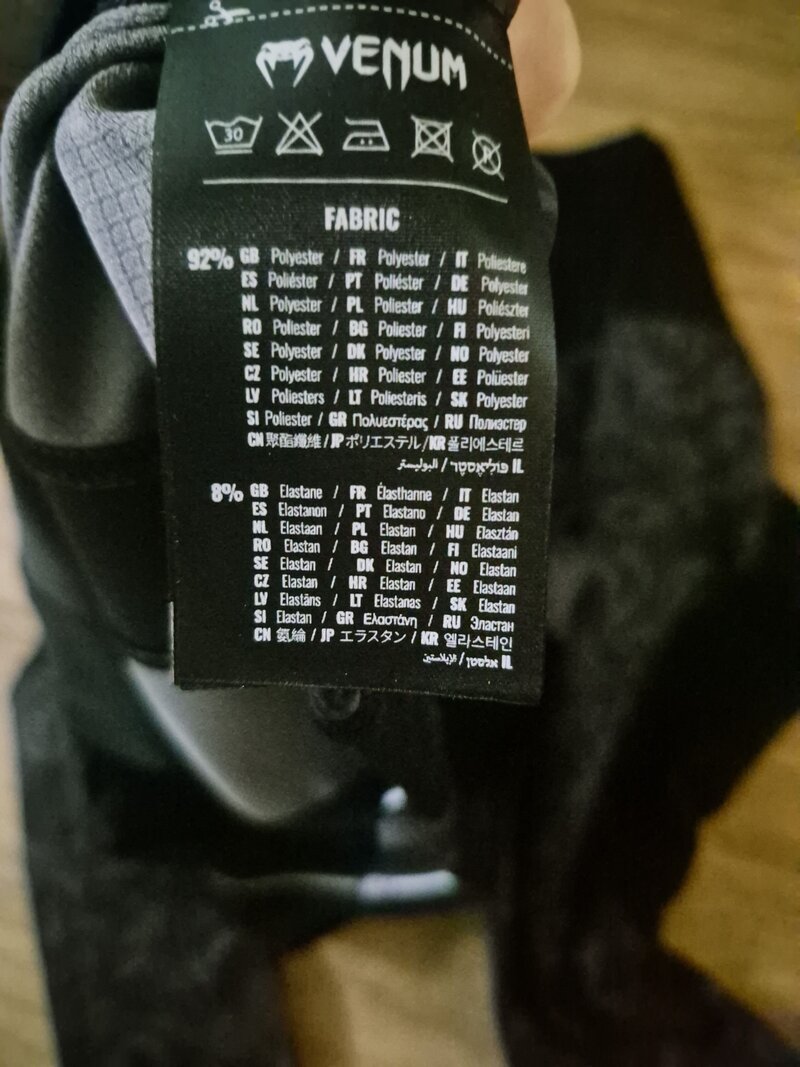 VENUM
30
P
FABRIC
92% GB Polyester / FR Polyester / IT Poliestere
ES Poliéster / PT Poliéster / DE Polyester
NL Polyester / PL Poliester / HU Poliészter
RO Poliester / BG Poliester / FI Polyesteri
SE Polyester / DK Polyester / NO Polyester
CZ Polyester / HR Poliester / EE Polüester
LV Poliesters / LT Poliesteris / SK Polyester
SI Poliester / GR Πολυεστέρας / RU Полиэстер
CN 聚酯纖維 / JP ポリエステル / KR 폴리에스테르
IL פוליאסטר / البوليستر
8% GB Elastane / FR Élasthanne / IT Elastan
ES Elastanon / PT Elastano / DE Elastan
NL Elastaan / PL Elastan / HU Elasztán
RO Elastan / BG Elastan / FI Elastaani
SE Elastan / DK Elastan / NO Elastan
CZ Elastan / HR Elastan / EE Elastaan
LV Elastāns / LT Elastanas / SK Elastan
SI Elastan / GR Ελαστάνη / RU Эластан
CN 氨綸 / JP エラスタン / KR 엘라스테인
IL אלסטן / الإيلاستين